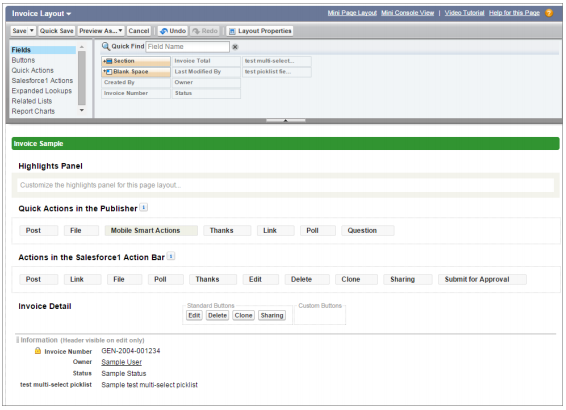 Invoice Layout
Mini Page Layout Mini Console View | Video Tutorial Help for this Page
Save Quick Save Preview As... Cancel Undo Redo Layout Properties
Fields
Buttons
Quick Actions
Salesforce1 Actions
Expanded Lookups
Related Lists
Report Charts
Quick Find Field Name
Section Invoice Total test multi-select...
Blank Space Last Modified By test picklist fie...
Created By Owner
Invoice Number Status
Invoice Sample
Highlights Panel
Customize the highlights panel for this page layout...
Quick Actions in the Publisher
Post File Mobile Smart Actions Thanks Link Poll Question
Actions in the Salesforce1 Action Bar
Post Link File Poll Thanks Edit Delete Clone Sharing Submit for Approval
Invoice Detail
Standard Buttons
Edit Delete Clone Sharing
Custom Buttons
Information (Header visible on edit only)
Invoice Number GEN-2004-001234
Owner Sample User
Status Sample Status
test multi-select picklist Sample test multi-select picklist